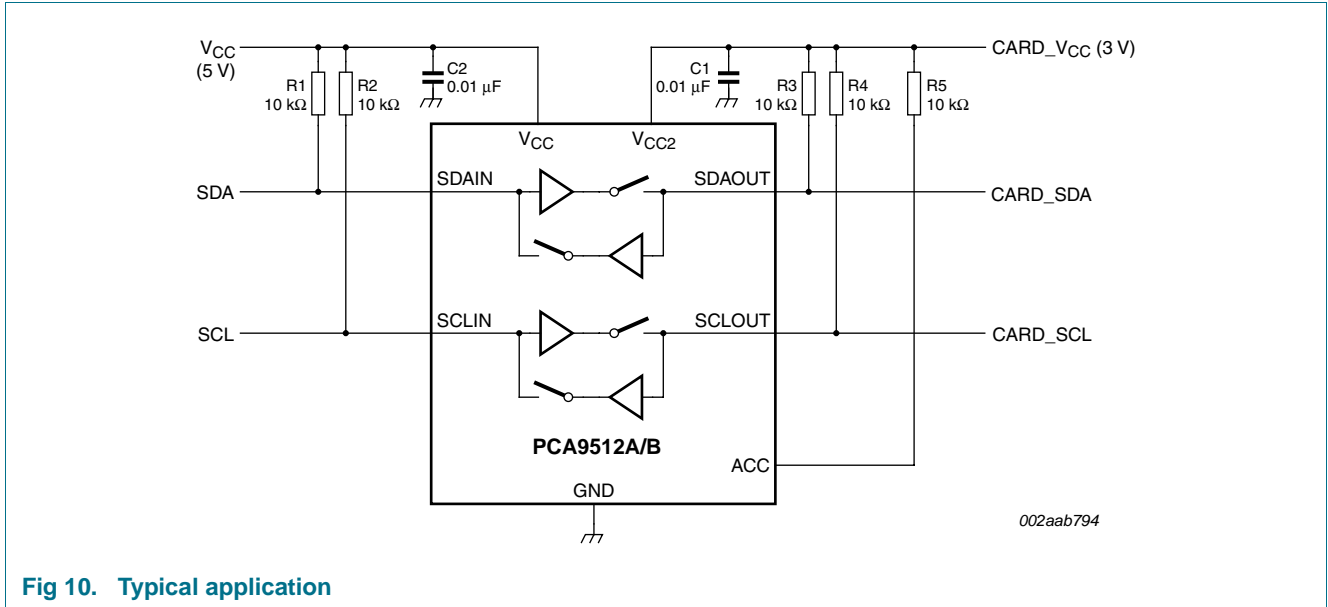 VCC
(5 V)
R1
10 kΩ
R2
10 kΩ
C2
0.01 μF
C1
0.01 μF
R3
10 kΩ
R4
10 kΩ
R5
10 kΩ
CARD_VCC (3 V)
VCC
VCC2
SDA
SDAIN
SDAOUT
CARD_SDA
SCL
SCLIN
SCLOUT
CARD_SCL
PCA9512A/B
ACC
GND
002aab794
Fig 10. Typical application